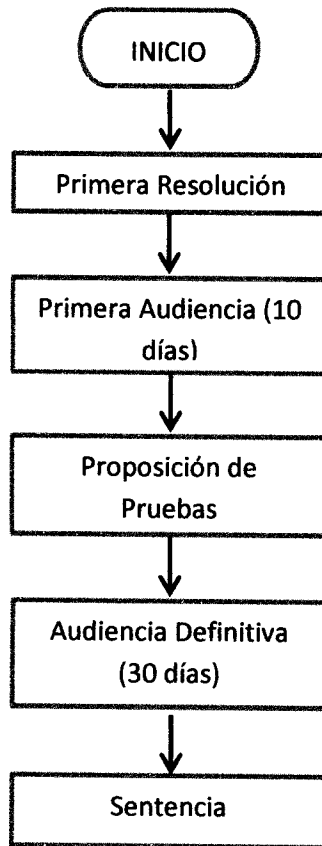 INICIO
Primera Resolución
Primera Audiencia (10
días)
Proposición de
Pruebas
Audiencia Definitiva
(30 días)
Sentencia